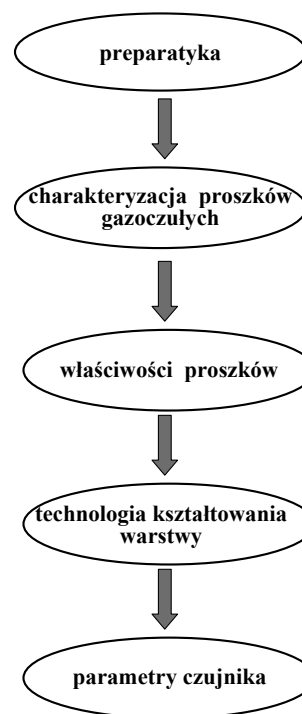 preparatyka
charakteryzacja proszków
gazoczułych
właściwości proszków
technologia kształtowania
warstwy
parametry czujnika